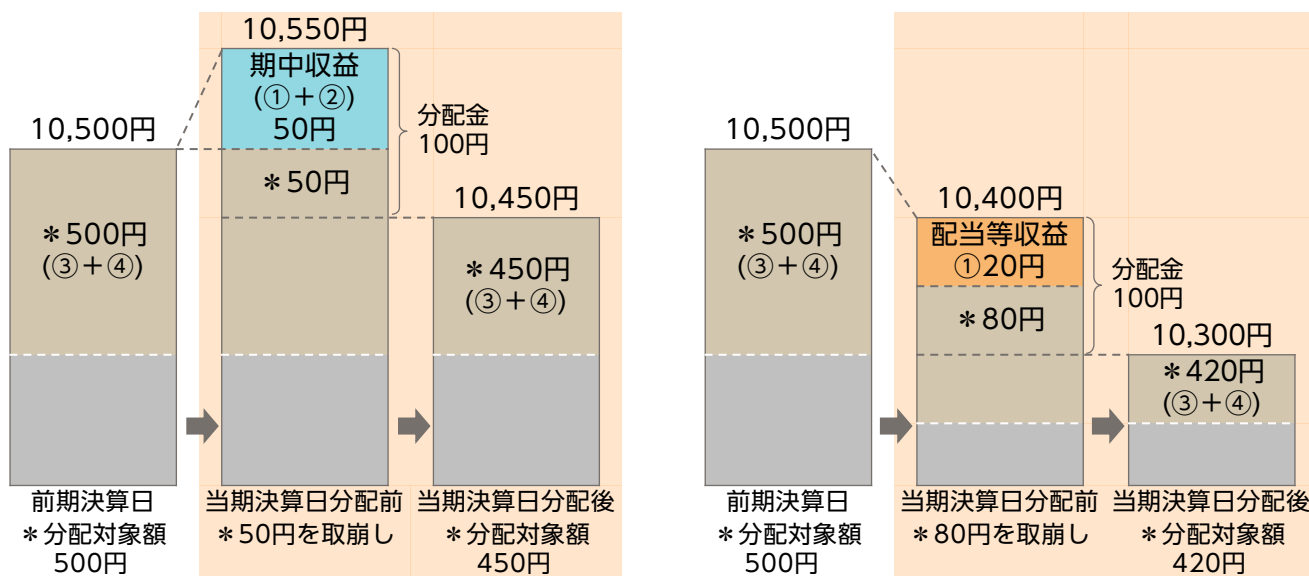 10,550円
期中収益
(①+②)
50円
分配金
100円
10,500円
*50円
10,450円
*500円
(③+④)
*450円
(③+④)
前期決算日
*分配対象額
500円
当期決算日分配前
*50円を取崩し
当期決算日分配後
*分配対象額
450円
10,500円
10,400円
*500円
(③+④)
配当等収益
①20円
分配金
100円
*80円
10,300円
*420円
(③+④)
前期決算日
*分配対象額
500円
当期決算日分配前
*80円を取崩し
当期決算日分配後
*分配対象額
420円